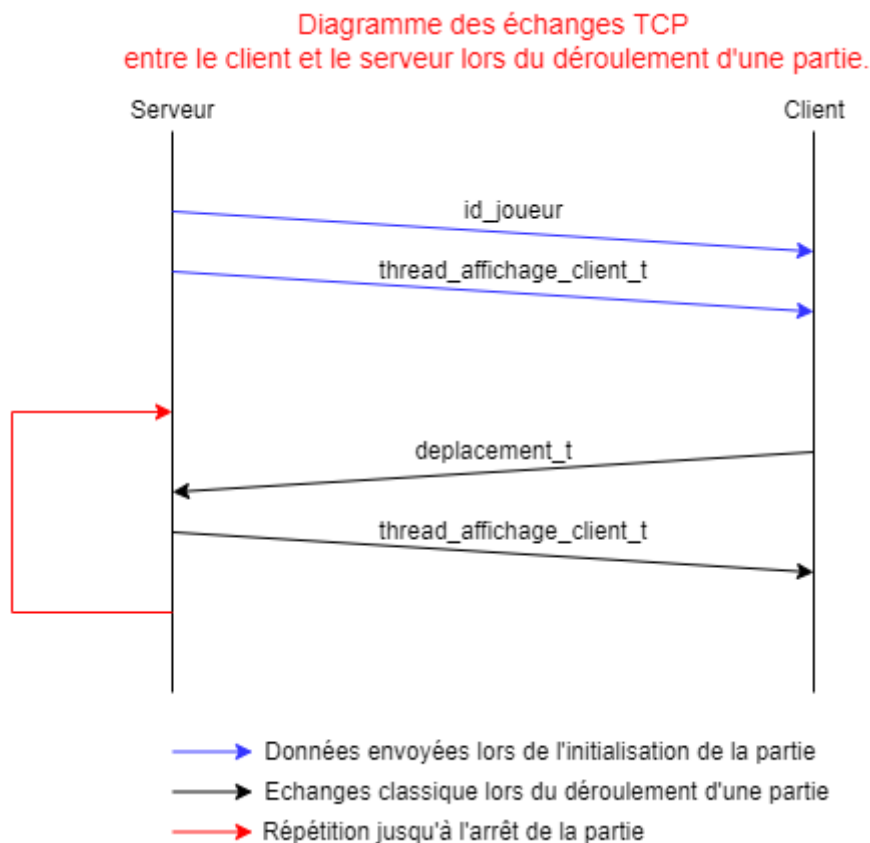 Diagramme des échanges TCP
entre le client et le serveur lors du déroulement d'une partie.
Serveur
Client
id_joueur
thread_affichage_client_t
deplacement_t
thread_affichage_client_t
Données envoyées lors de l'initialisation de la partie
Echanges classique lors du déroulement d'une partie
Répétition jusqu'à l'arrêt de la partie